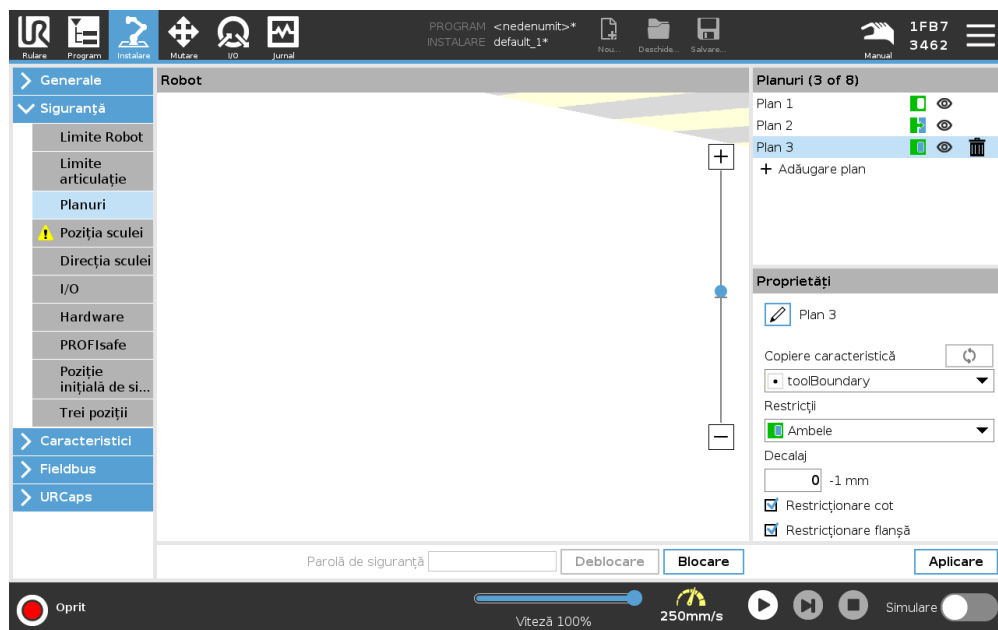 PROGRAM <nedenumit>*
INSTALARE default_1*
Rulare
Program
Instalare
Mutare
I/O
Jurnal
Nou...
Deschide...
Salvare...
Manual
1FB7
3462
Generale
Siguranță
Limite Robot
Limite
articulație
Planuri
Poziția sculei
Direcția sculei
I/O
Hardware
PROFIsafe
Poziție
inițială de si...
Trei poziții
Caracteristici
Fieldbus
URCaps
Robot
Planuri (3 of 8)
Plan 1
Plan 2
Plan 3
+ Adăugare plan
Proprietăți
Plan 3
Copiere caracteristică
toolBoundary
Restricții
Ambele
Decalaj
0 -1 mm
Restricționare cot
Restricționare flanșă
Parolă de siguranță
Deblocare
Blocare
Aplicare
Oprit
Viteză 100%
250mm/s
Simulare